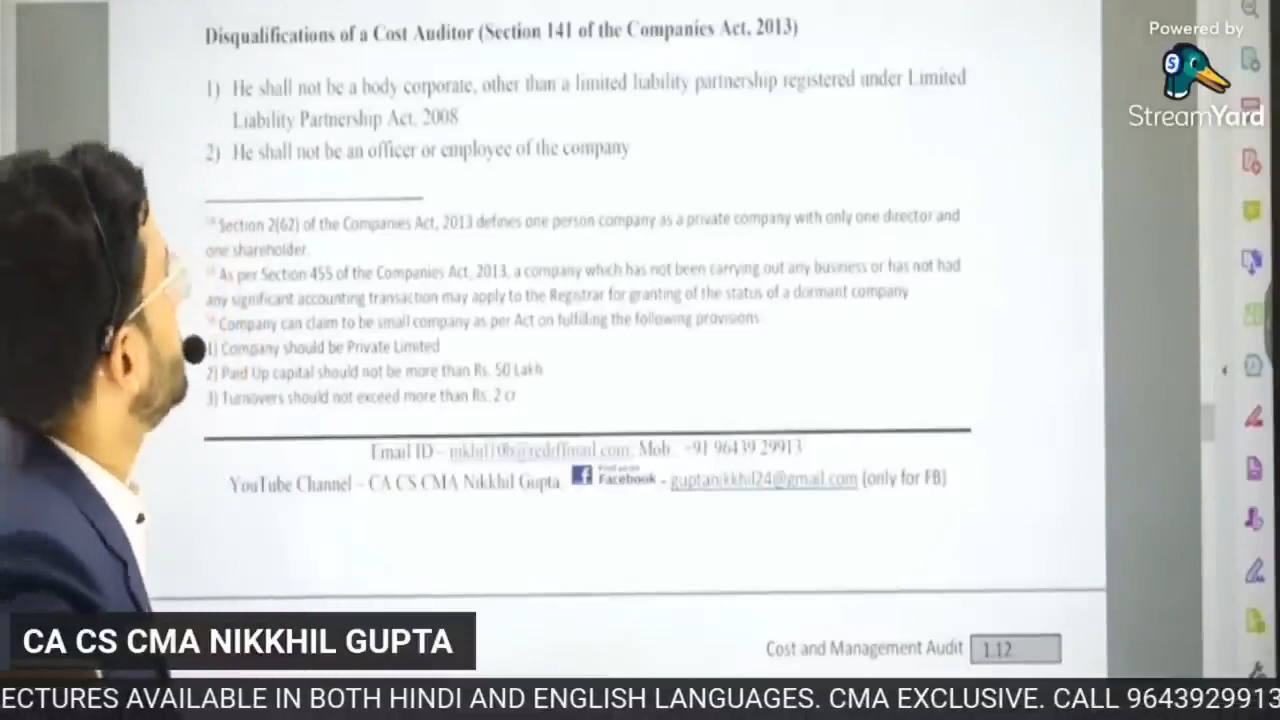 Disqualifications of a Cost Auditor (Section 141 of the Companies Act, 2013)
1) He shall not be a body corporate, other than a limited liability partnership registered under Limited
Liability Partnership Act, 2008
2) He shall not be an officer or employee of the company
Section 2(62) of the Companies Act, 2013 defines one person company as a private company with only one director and
one shareholder.
As per Section 455 of the Companies Act, 2013, a company which has not been carrying out any business or has not had
any significant accounting transaction may apply to the Registrar for granting of the status of a dormant company
Company can claim to be small company as per Act on fulfilling the following provisions
1) Company should be Private Limited
2) Paid Up capital should not be more than Rs. 50 Lakh
3) Turnovers should not exceed more than Rs. 2 cr
Email ID – Mob. +91 96439 29913
YouTube Channel – CA CS CMA Nikkhil Gupta, Facebook - guptanikkhil24@gmail.com (only for FB)
Cost and Management Audit 1.12
Powered by
StreamYard
CA CS CMA NIKKHIL GUPTA
ECTURES AVAILABLE IN BOTH HINDI AND ENGLISH LANGUAGES. CMA EXCLUSIVE. CALL 9643929913